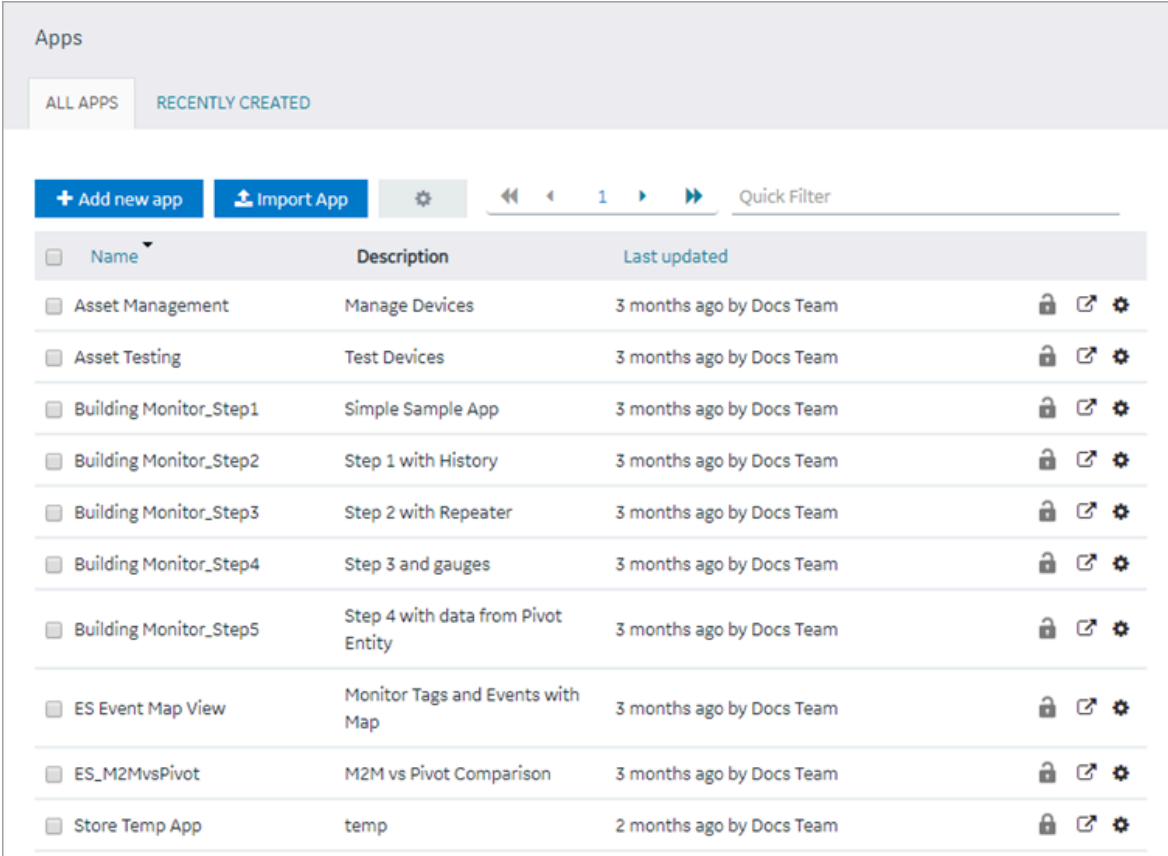 Apps
ALL APPS RECENTLY CREATED
Add new app Import App 1 Quick Filter
Name Description Last updated
Asset Management Manage Devices 3 months ago by Docs Team
Asset Testing Test Devices 3 months ago by Docs Team
Building Monitor_Step1 Simple Sample App 3 months ago by Docs Team
Building Monitor_Step2 Step 1 with History 3 months ago by Docs Team
Building Monitor_Step3 Step 2 with Repeater 3 months ago by Docs Team
Building Monitor_Step4 Step 3 and gauges 3 months ago by Docs Team
Building Monitor_Step5 Step 4 with data from Pivot
Entity 3 months ago by Docs Team
ES Event Map View Monitor Tags and Events with
Map 3 months ago by Docs Team
ES_M2MvsPivot M2M vs Pivot Comparison 3 months ago by Docs Team
Store Temp App temp 2 months ago by Docs Team